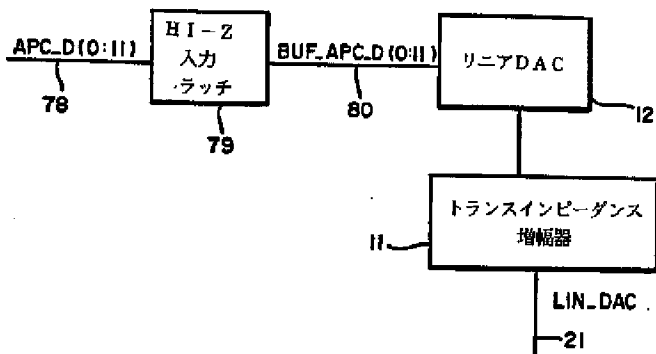 APC_D(0:11)
78
HI-Z
入力
ラッチ
79
BUF_APC_D(0:11)
80
リニアDAC
12
トランスインピーダンス
増幅器
11
LIN_DAC
21